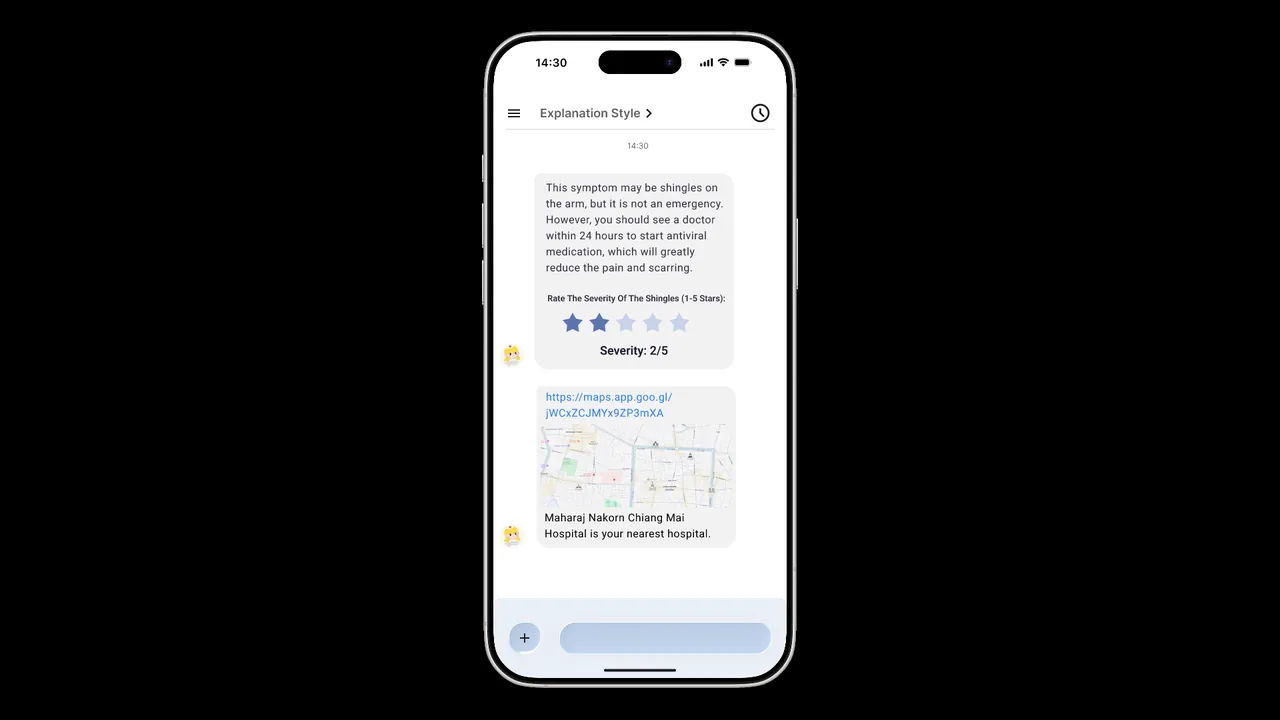 14:30
Explanation Style
14:30
This symptom may be shingles on
the arm, but it is not an emergency.
However, you should see a doctor
within 24 hours to start antiviral
medication, which will greatly
reduce the pain and scarring.
Rate The Severity Of The Shingles (1-5 Stars):
Severity: 2/5
https://maps.app.goo.gl/
jWCxZCJMYx9ZP3mXA
Maharaj Nakorn Chiang Mai
Hospital is your nearest hospital.